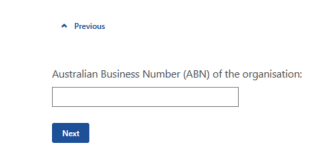 Previous
Australian Business Number (ABN) of the organisation:
Next